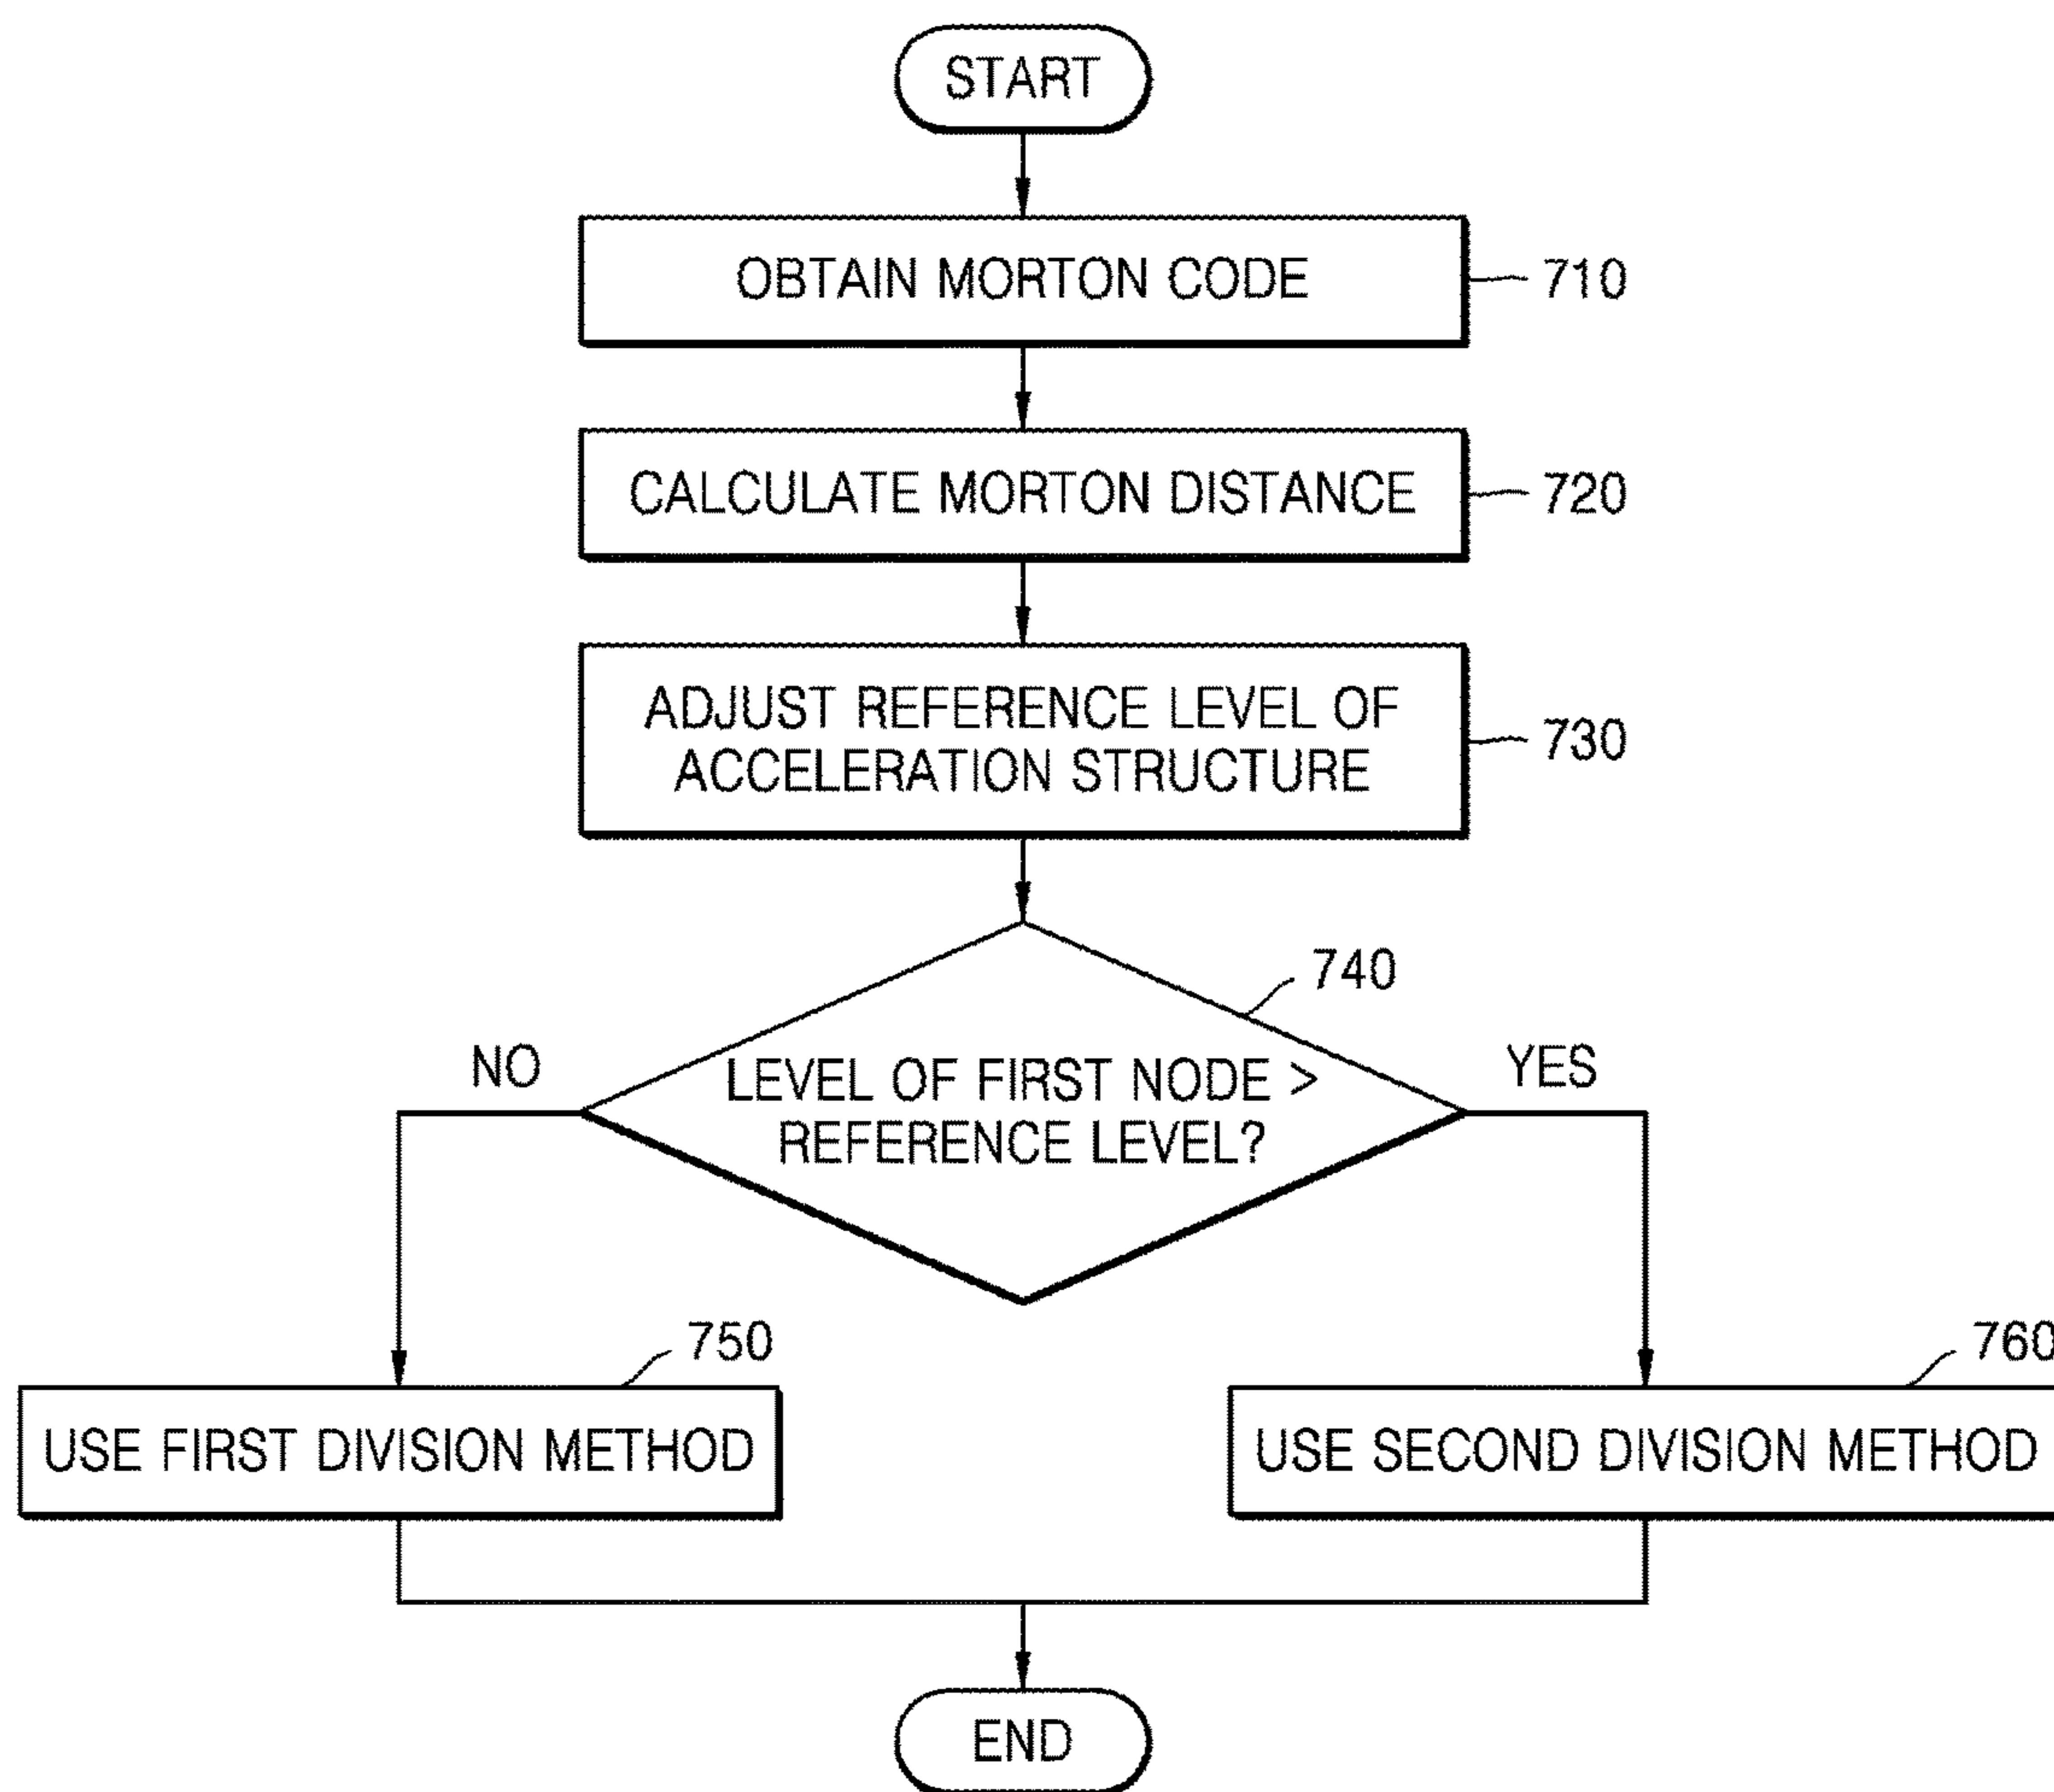 START
OBTAIN MORTON CODE
710
CALCULATE MORTON DISTANCE
720
ADJUST REFERENCE LEVEL OF
ACCELERATION STRUCTURE
730
740
NO
LEVEL OF FIRST NODE >
REFERENCE LEVEL?
YES
750
760
USE FIRST DIVISION METHOD
USE SECOND DIVISION METHOD
END